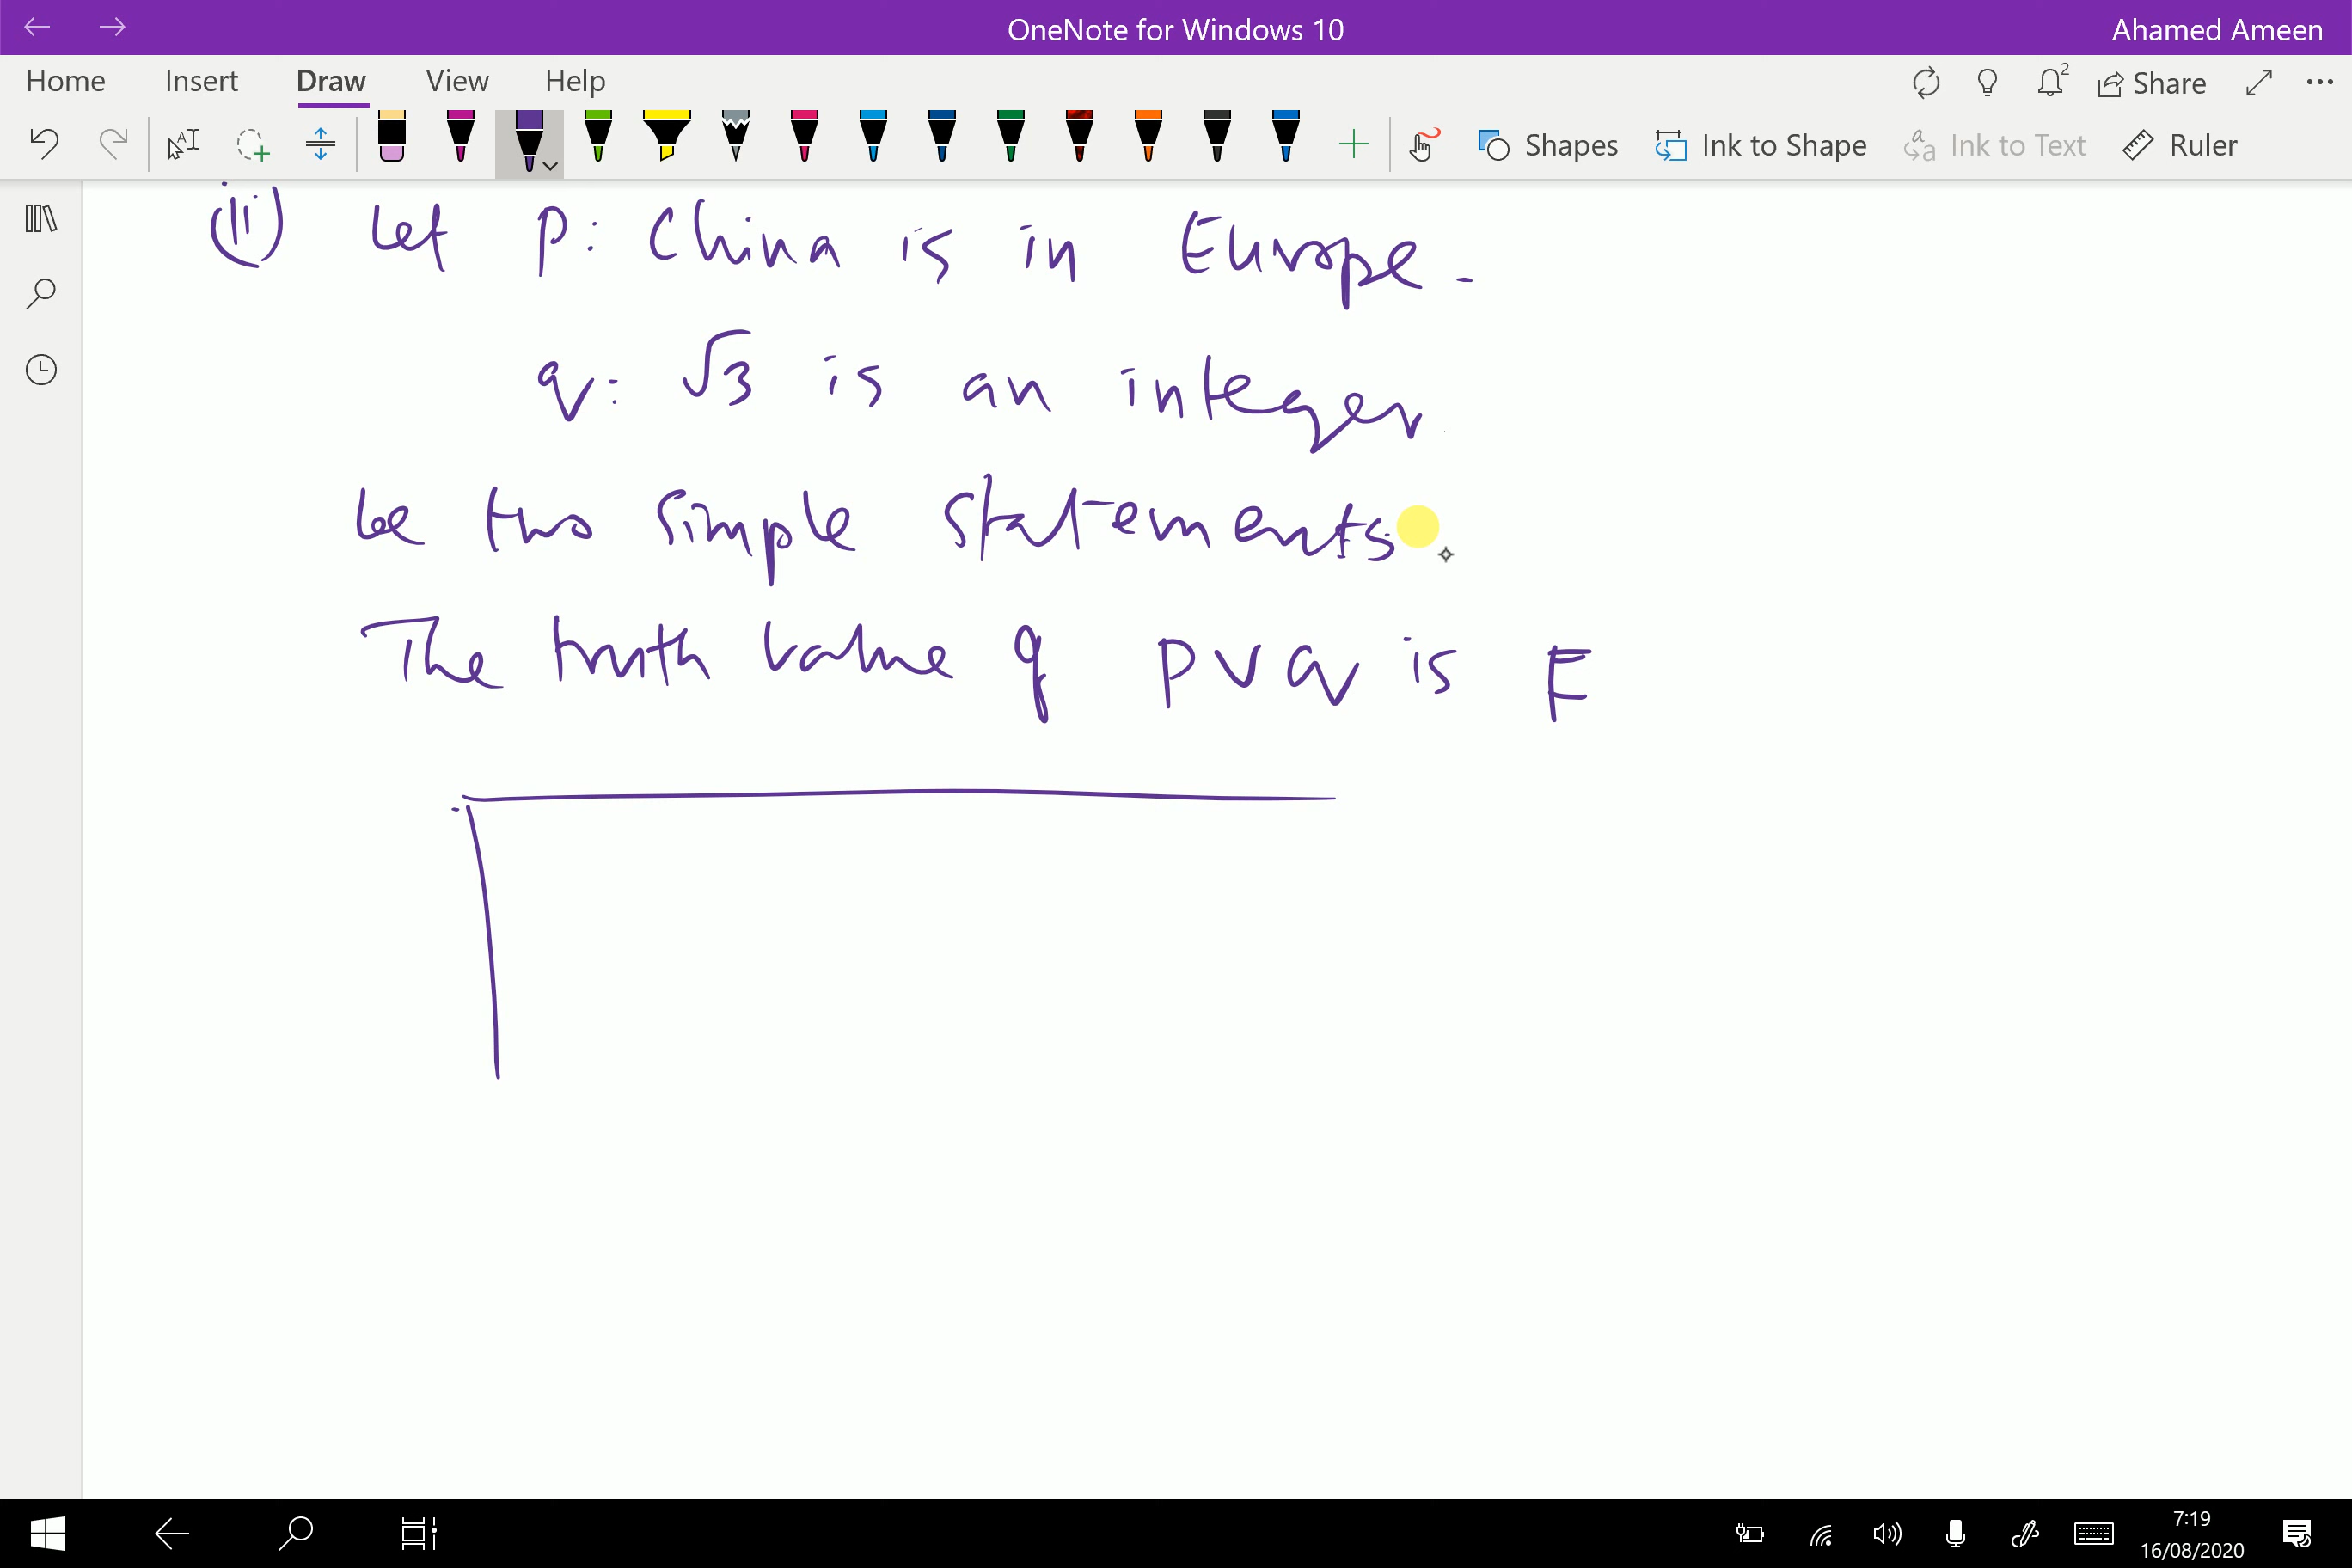 OneNote for Windows 10
Ahamed Ameen
Home Insert Draw View Help
2 Share
Shapes Ink to Shape Ink to Text Ruler
(ii) Let p: China is in Europe.
q: √3 is an integer.
be two simple statements.
The truth value of p ∨ q is F
7:19
16/08/2020